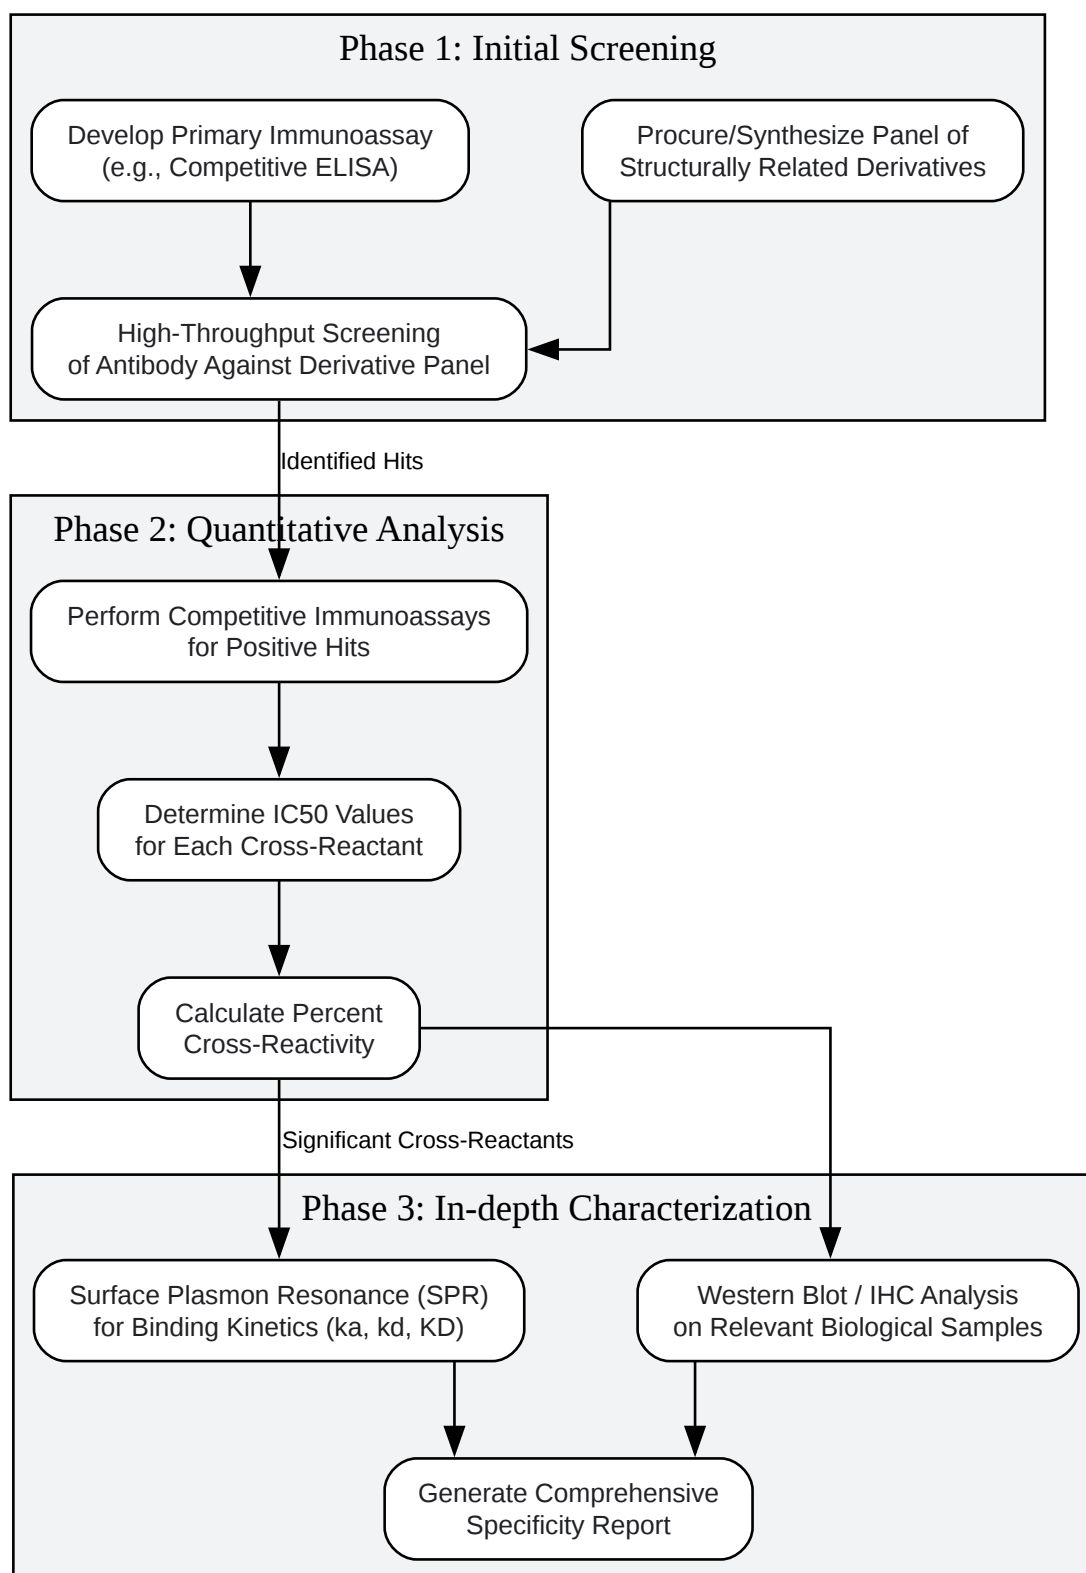 Phase 1: Initial Screening
Develop Primary Immunoassay
(e.g., Competitive ELISA)
Procure/Synthesize Panel of
Structurally Related Derivatives
High-Throughput Screening
of Antibody Against Derivative Panel
Identified Hits
Phase 2: Quantitative Analysis
Perform Competitive Immunoassays
for Positive Hits
Determine IC50 Values
for Each Cross-Reactant
Calculate Percent
Cross-Reactivity
Significant Cross-Reactants
Phase 3: In-depth Characterization
Surface Plasmon Resonance (SPR)
for Binding Kinetics (ka, kd, KD)
Western Blot / IHC Analysis
on Relevant Biological Samples
Generate Comprehensive
Specificity Report